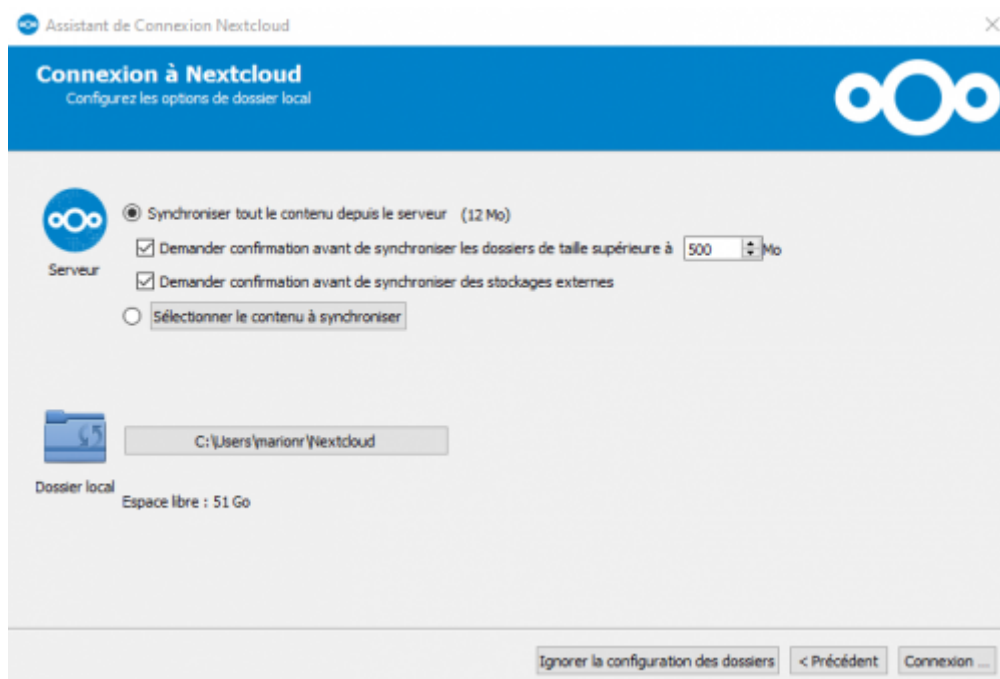 Assistant de Connexion Nextcloud
Connexion à Nextcloud
Configurez les options de dossier local
Serveur
Synchroniser tout le contenu depuis le serveur (12 Mo)
Demander confirmation avant de synchroniser les dossiers de taille supérieure à 500 Mo
Demander confirmation avant de synchroniser des stockages externes
Sélectionner le contenu à synchroniser
C:\Users\marionr\Nextcloud
Dossier local
Espace libre : 51 Go
Ignorer la configuration des dossiers < Précédent Connexion ...